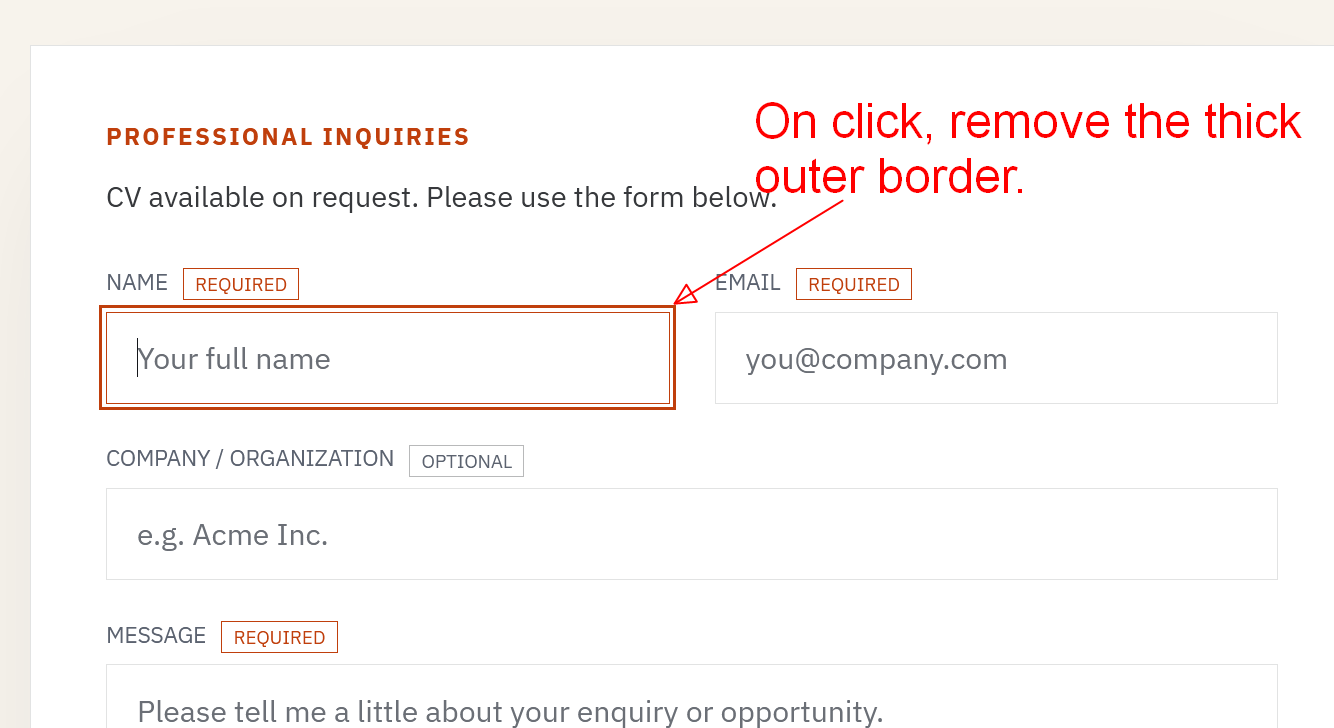 On click, remove the thick
outer border.
PROFESSIONAL INQUIRIES
CV available on request. Please use the form below.
NAME REQUIRED
EMAIL REQUIRED
Your full name
you@company.com
COMPANY / ORGANIZATION OPTIONAL
e.g. Acme Inc.
MESSAGE REQUIRED
Please tell me a little about your enquiry or opportunity.